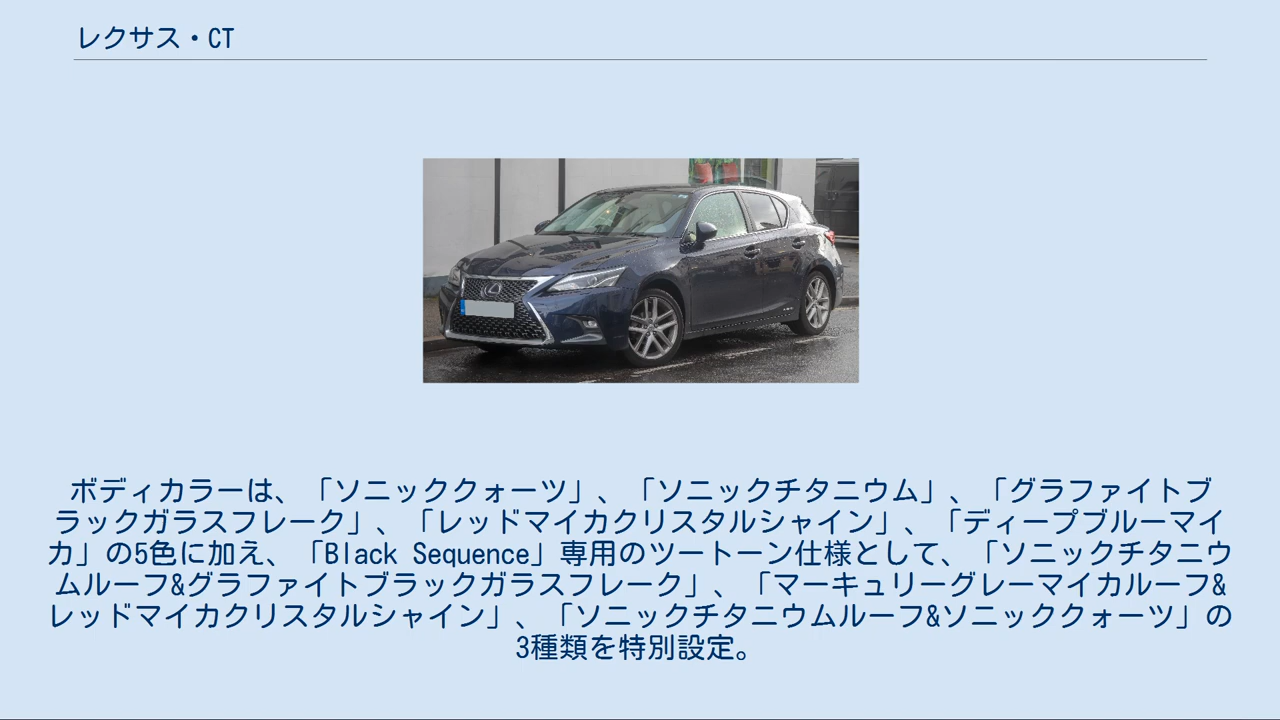 レクサス・CT
ボディカラーは、「ソニッククォーツ」、「ソニックチタニウム」、「グラファイトブ
ラックガラスフレーク」、「レッドマイカクリスタルシャイン」、「ディープブルーマイ
カ」の5色に加え、「Black Sequence」専用のツートーン仕様として、「ソニックチタニウ
ムルーフ&グラファイトブラックガラスフレーク」、「マーキュリーグレーマイカルーフ&
レッドマイカクリスタルシャイン」、「ソニックチタニウムルーフ&ソニッククォーツ」の
3種類を特別設定。